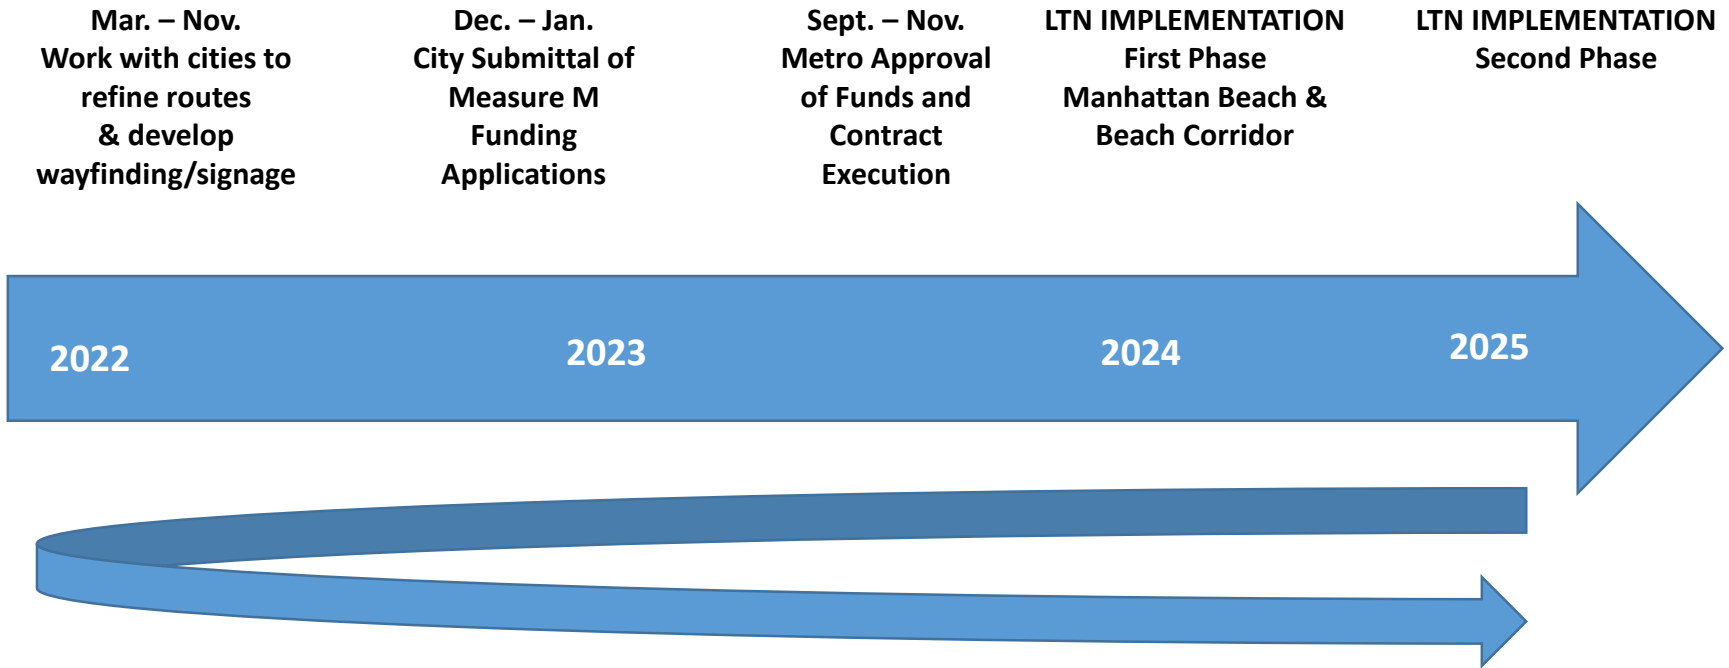 Mar. – Nov.
Work with cities to
refine routes
& develop
wayfinding/signage
Dec. – Jan.
City Submittal of
Measure M
Funding
Applications
Sept. – Nov.
Metro Approval
of Funds and
Contract
Execution
LTN IMPLEMENTATION
First Phase
Manhattan Beach &
Beach Corridor
LTN IMPLEMENTATION
Second Phase
2022
2023
2024
2025